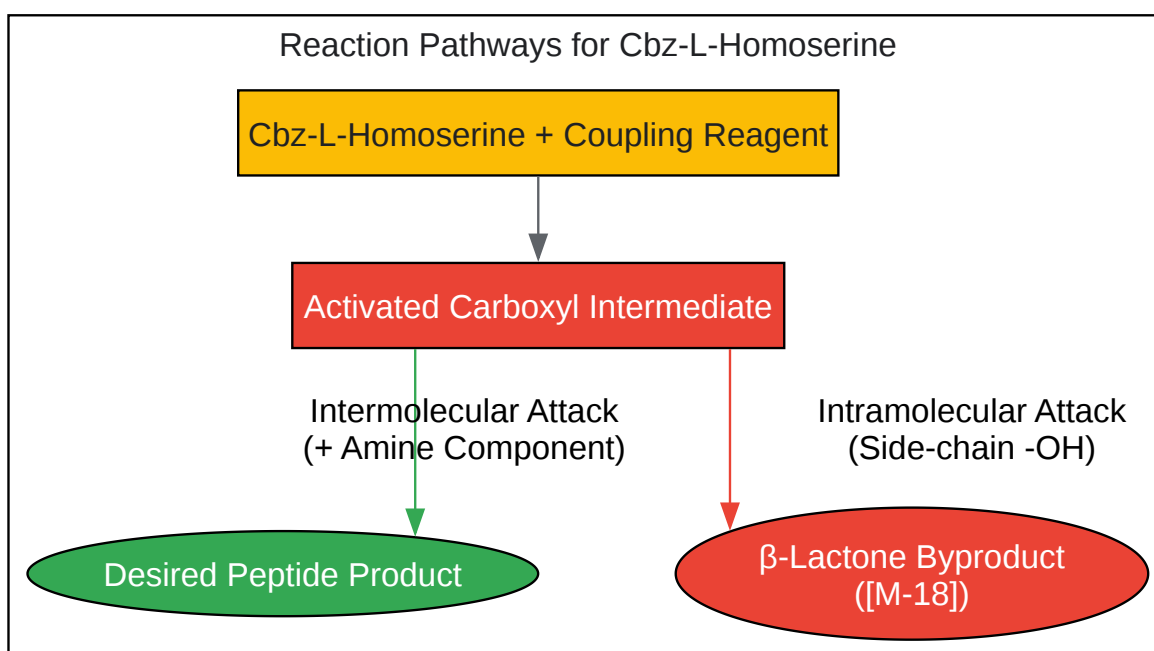 Reaction Pathways for Cbz-L-Homoserine
Cbz-L-Homoserine + Coupling Reagent
Activated Carboxyl Intermediate
Intermolecular Attack
(+ Amine Component)
Intramolecular Attack
(Side-chain -OH)
Desired Peptide Product
β-Lactone Byproduct
([M-18])